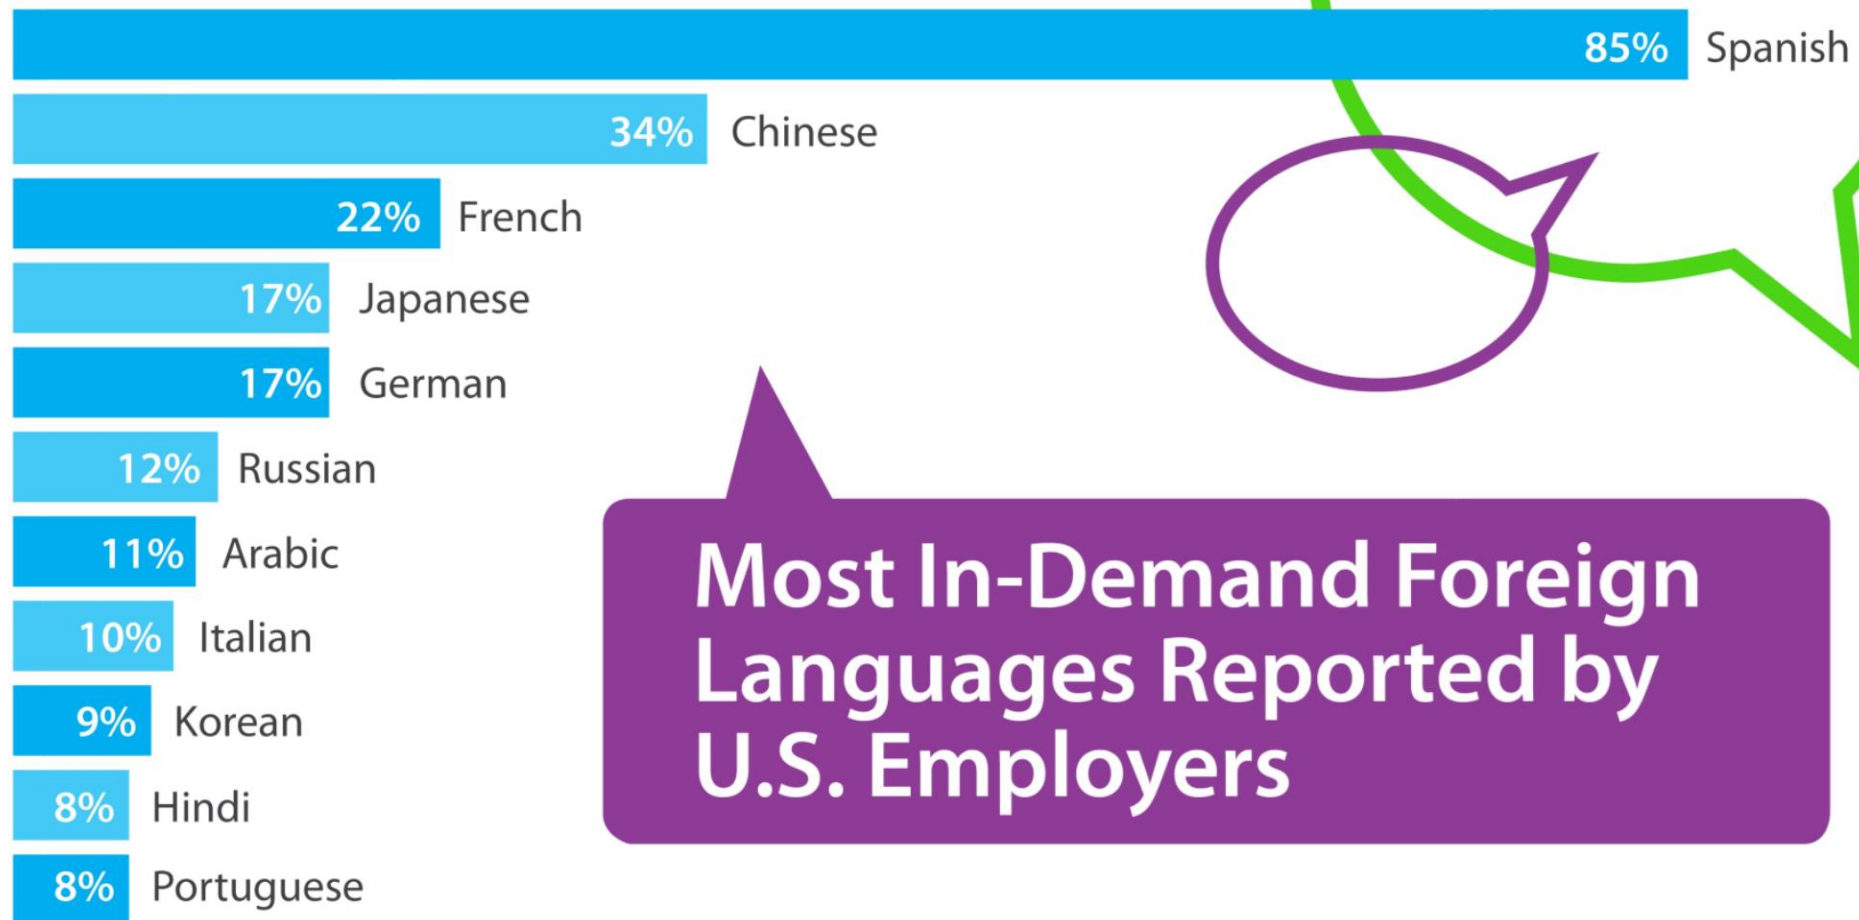 85% Spanish
34% Chinese
22% French
17% Japanese
17% German
12% Russian
11% Arabic
10% Italian
9% Korean
8% Hindi
8% Portuguese
Most In-Demand Foreign
Languages Reported by
U.S. Employers